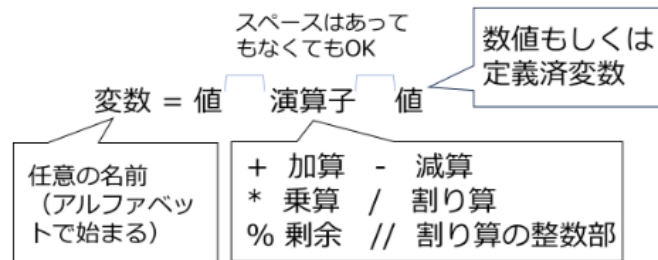 スペースはあって
もなくてもOK
数値もしくは
定義済変数
変数 = 値 演算子 値
任意の名前
（アルファベッ
トで始まる）
+ 加算 - 減算
* 乗算 / 割り算
% 剰余 // 割り算の整数部